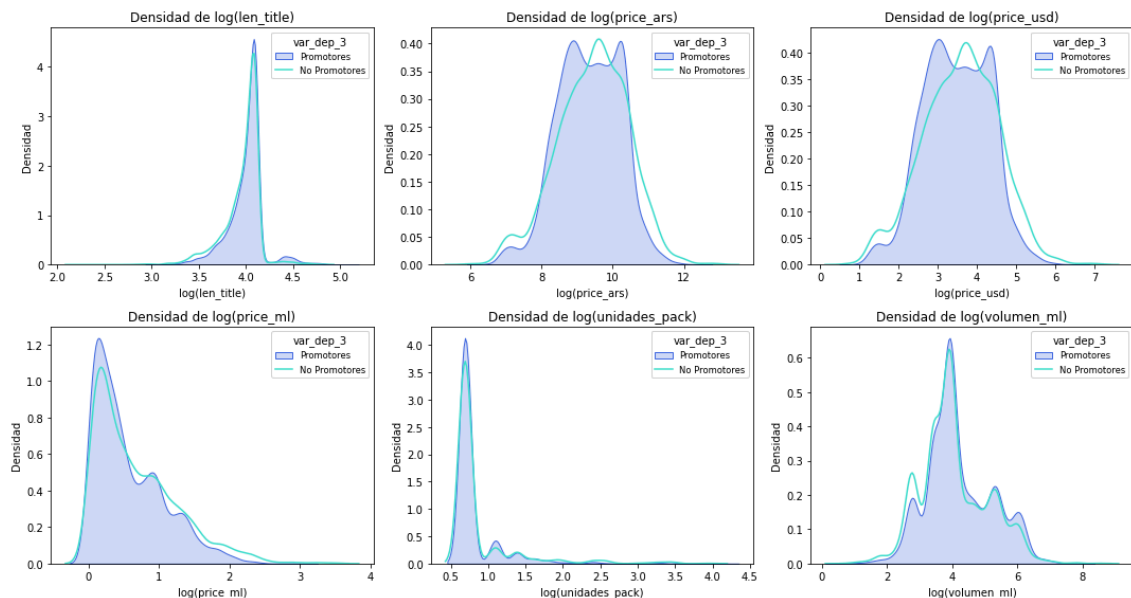 Densidad de log(len_title)
Densidad
4
3
2
1
0
2.0
2.5
3.0
3.5
4.0
4.5
5.0
log(len_title)
var_dep_3
Promotores
No Promotores
Densidad de log(price_ars)
Densidad
0.40
0.35
0.30
0.25
0.20
0.15
0.10
0.05
0.00
6
8
10
12
log(price_ars)
var_dep_3
Promotores
No Promotores
Densidad de log(price_usd)
Densidad
0.40
0.35
0.30
0.25
0.20
0.15
0.10
0.05
0.00
0
1
2
3
4
5
6
7
log(price_usd)
var_dep_3
Promotores
No Promotores
Densidad de log(price_ml)
Densidad
1.2
1.0
0.8
0.6
0.4
0.2
0.0
0
1
2
3
4
log(price_ml)
var_dep_3
Promotores
No Promotores
Densidad de log(unidades_pack)
Densidad
4.0
3.5
3.0
2.5
2.0
1.5
1.0
0.5
0.0
0.5
1.0
1.5
2.0
2.5
3.0
3.5
4.0
4.5
log(unidades_pack)
var_dep_3
Promotores
No Promotores
Densidad de log(volumen_ml)
Densidad
0.6
0.5
0.4
0.3
0.2
0.1
0.0
0
2
4
6
8
log(volumen_ml)
var_dep_3
Promotores
No Promotores